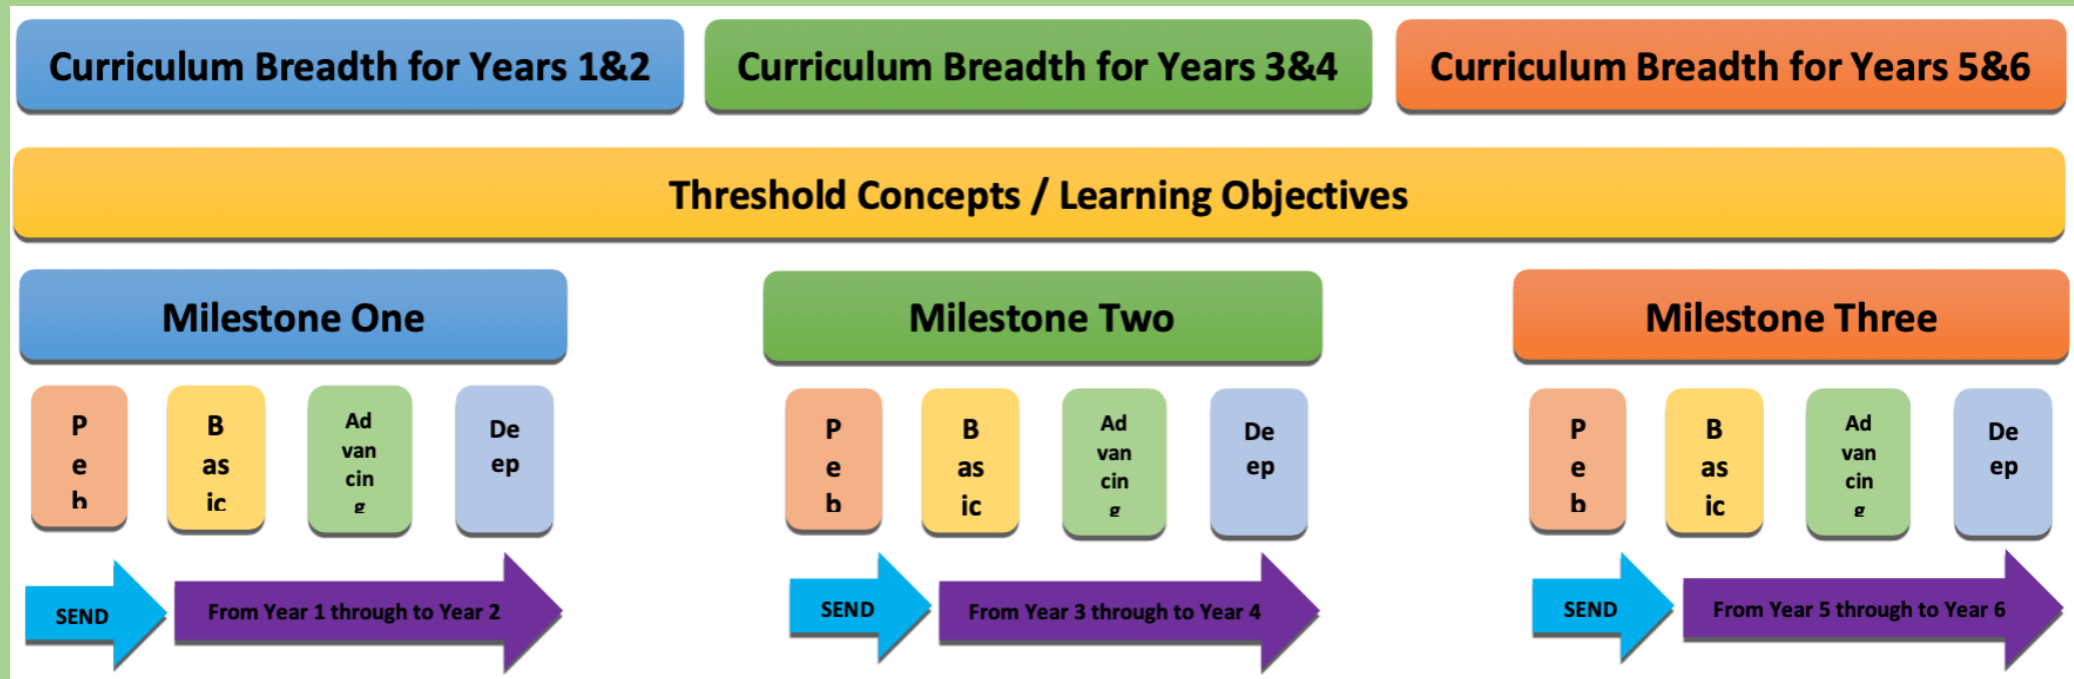 Curriculum Breadth for Years 1&2
Curriculum Breadth for Years 3&4
Curriculum Breadth for Years 5&6
Threshold Concepts / Learning Objectives
Milestone One
Milestone Two
Milestone Three
P
e
b
B
as
ic
Ad
van
cin
g
De
ep
P
e
b
B
as
ic
Ad
van
cin
g
De
ep
P
e
b
B
as
ic
Ad
van
cin
g
De
ep
SEND
From Year 1 through to Year 2
SEND
From Year 3 through to Year 4
SEND
From Year 5 through to Year 6